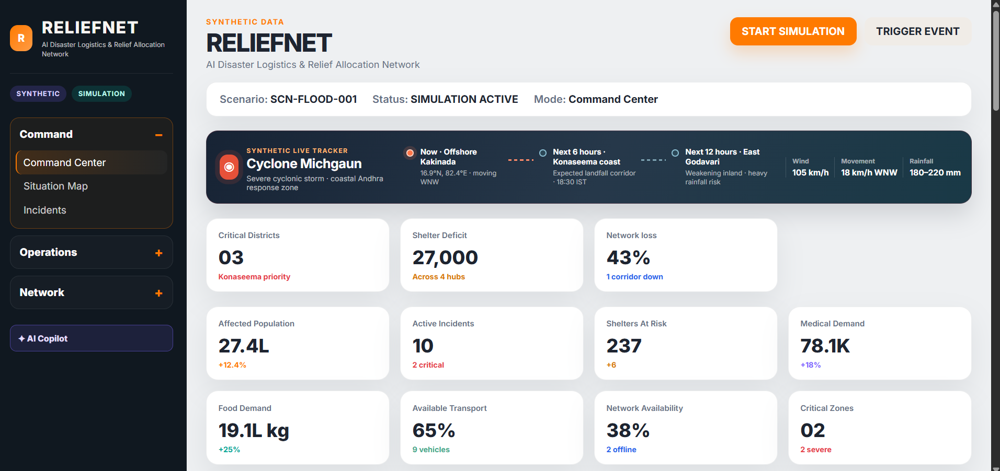 R
RELIEFNET
AI Disaster Logistics & Relief Allocation
Network
SYNTHETIC
SIMULATION
Command
−
Command Center
Situation Map
Incidents
Operations
+
Network
+
✦ AI Copilot
SYNTHETIC DATA
RELIEFNET
AI Disaster Logistics & Relief Allocation Network
START SIMULATION
TRIGGER EVENT
Scenario: SCN-FLOOD-001 Status: SIMULATION ACTIVE Mode: Command Center
SYNTHETIC LIVE TRACKER
Cyclone Michgaun
Severe cyclonic storm · coastal Andhra
response zone
Now · Offshore
Kakinada
16.9°N, 82.4°E · moving
WNW
Next 6 hours ·
Konaseema coast
Expected landfall corridor
· 18:30 IST
Next 12 hours · East
Godavari
Weakening inland · heavy
rainfall risk
Wind
105 km/h
Movement
18 km/h WNW
Rainfall
180–220 mm
Critical Districts
03
Konaseema priority
Shelter Deficit
27,000
Across 4 hubs
Network loss
43%
1 corridor down
Affected Population
27.4L
+12.4%
Active Incidents
10
2 critical
Shelters At Risk
237
+6
Medical Demand
78.1K
+18%
Food Demand
19.1L kg
+25%
Available Transport
65%
9 vehicles
Network Availability
38%
2 offline
Critical Zones
02
2 severe